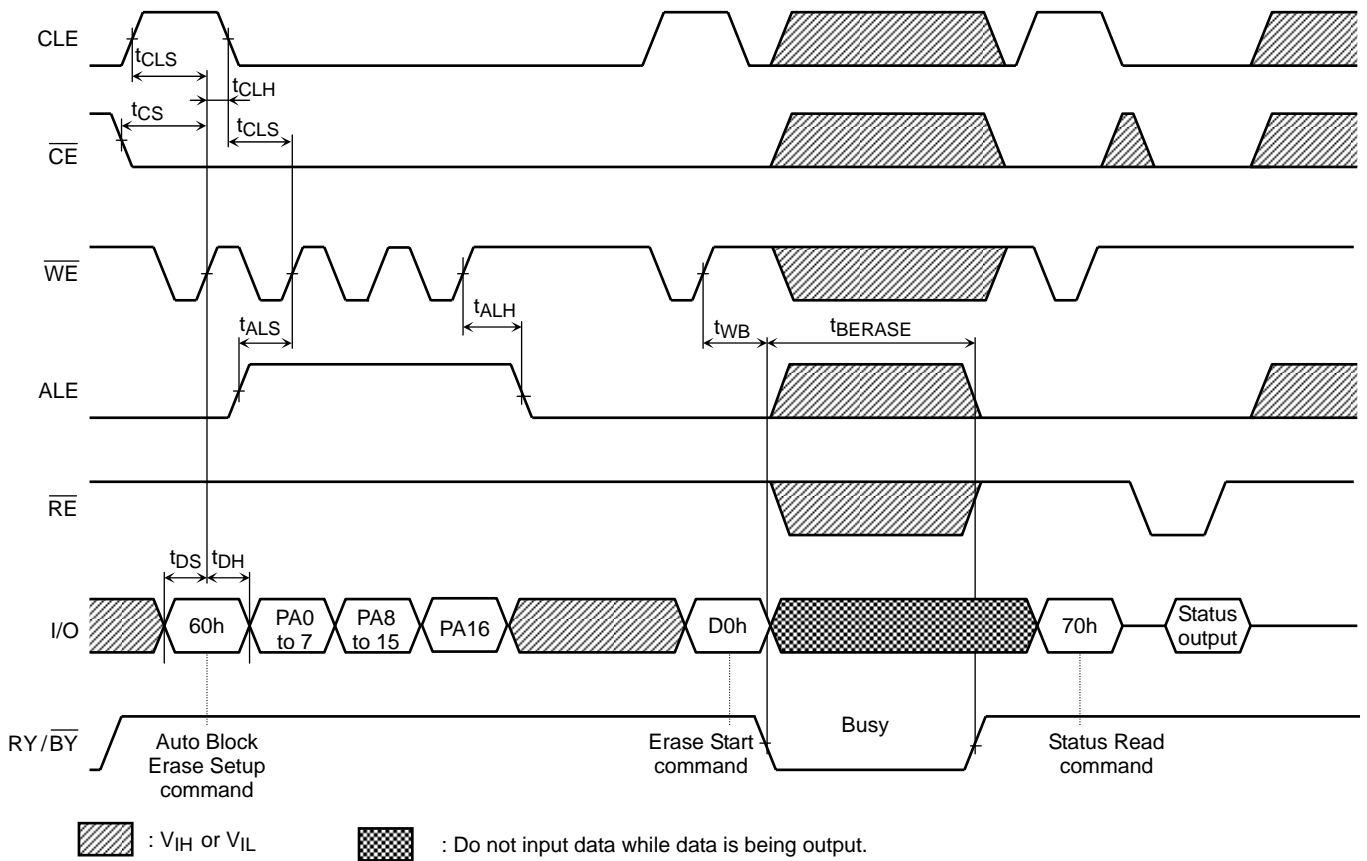 CLE
tCLS
tCLH
tCS
tCLS
CE
WE
tALS
tALH
tWB
tBERASE
ALE
RE
tDS
tDH
I/O
60h
PA0
to 7
PA8
to 15
PA16
D0h
70h
Status
output
RY/BY
Busy
Auto Block
Erase Setup
command
Erase Start
command
Status Read
command
: VIH or VIL
: Do not input data while data is being output.